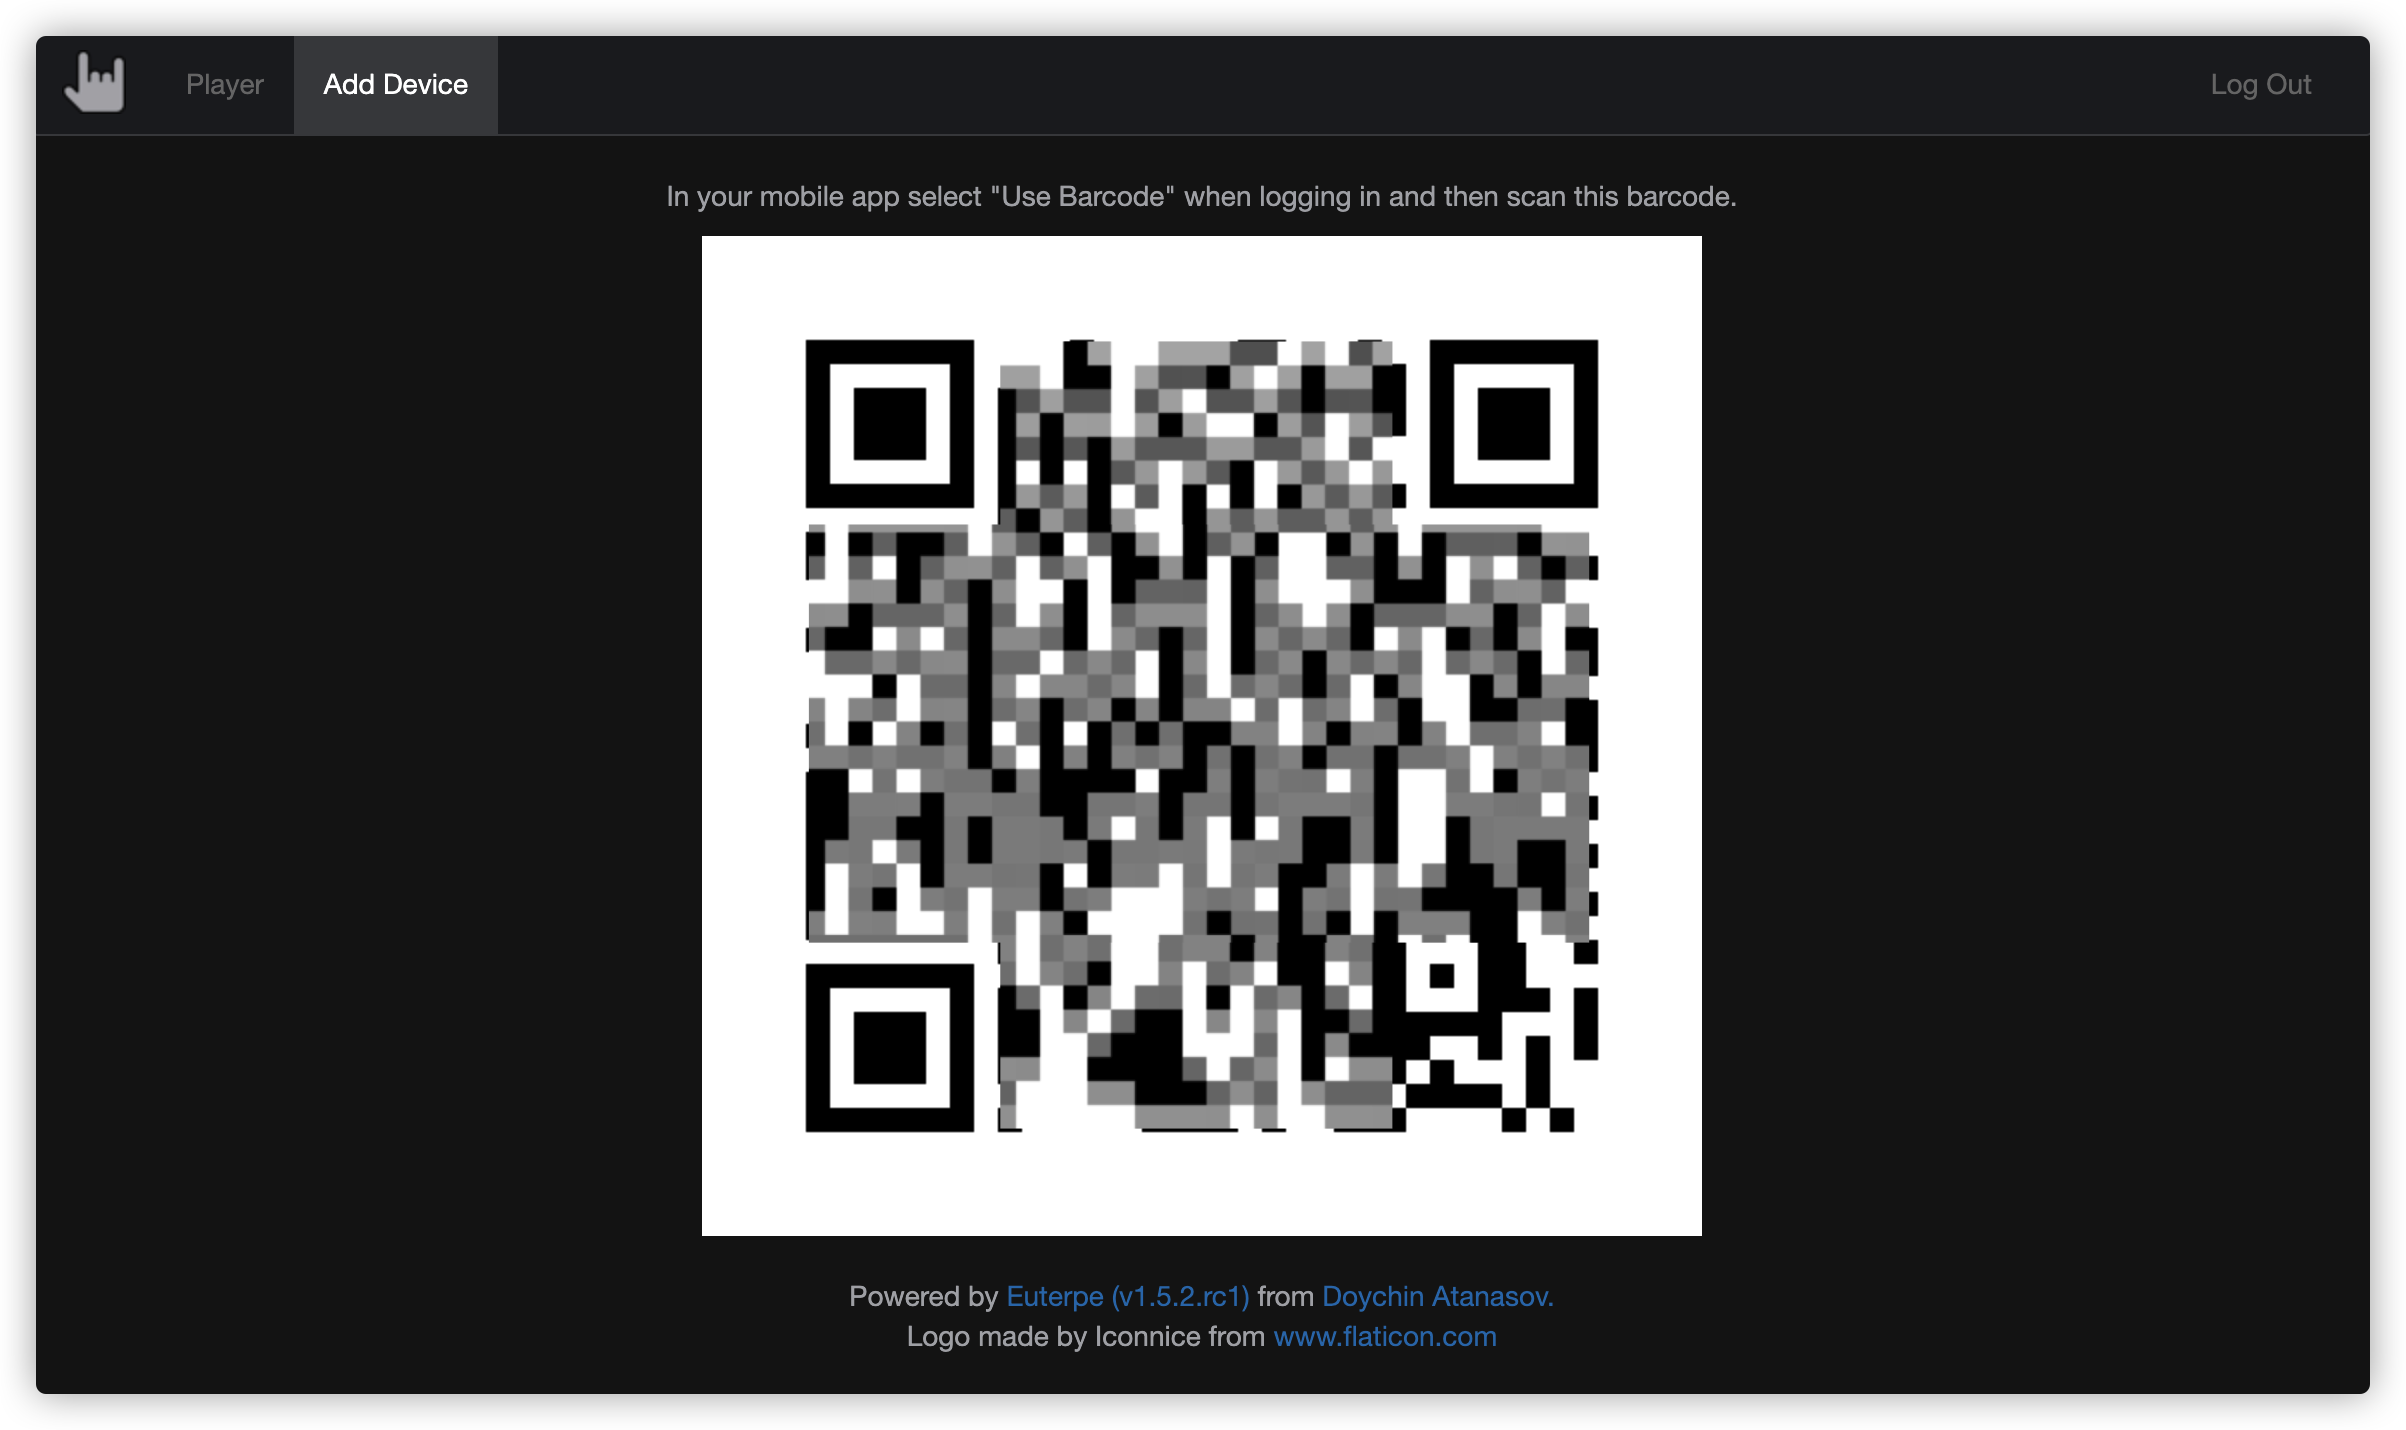 Player Add Device Log Out
In your mobile app select "Use Barcode" when logging in and then scan this barcode.
Powered by Euterpe (v1.5.2.rc1) from Doychin Atanasov.
Logo made by Iconnice from www.flaticon.com